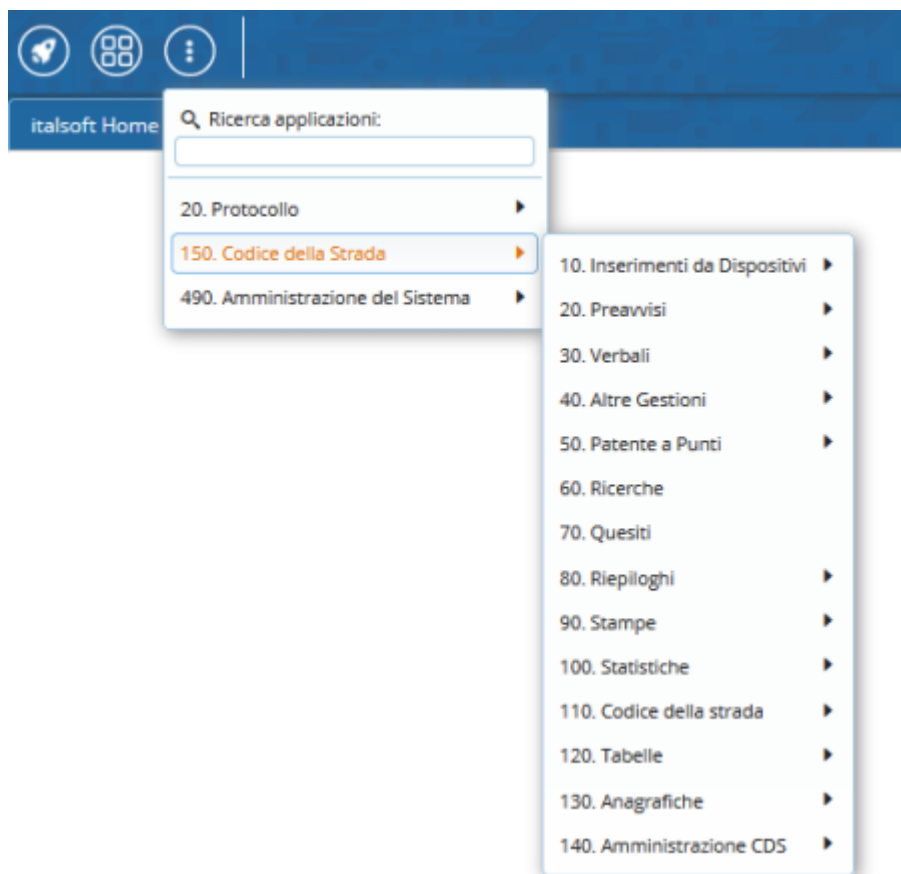 italsoft Home
Ricerca applicazioni:
20. Protocollo
150. Codice della Strada
490. Amministrazione del Sistema
10. Inserimenti da Dispositivi
20. Preavvisi
30. Verbali
40. Altre Gestioni
50. Patente a Punti
60. Ricerche
70. Quesiti
80. Riepiloghi
90. Stampe
100. Statistiche
110. Codice della strada
120. Tabelle
130. Anagrafiche
140. Amministrazione CDS